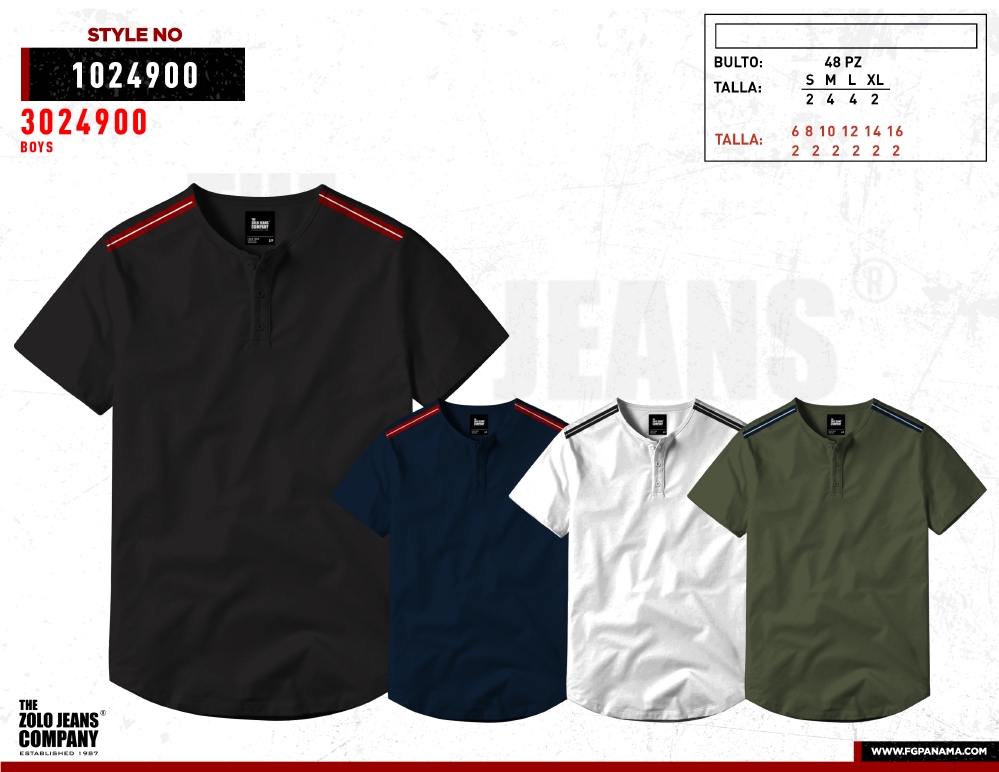 STYLE NO
1024900
3024900
BOYS
BULTO: 48 PZ
TALLA: S M L XL
2 4 4 2
TALLA: 6 8 10 12 14 16
2 2 2 2 2 2
THE
JEANS ®
THE
ZOLO JEANS
COMPANY
THE
ZOLO JEANS®
COMPANY
ESTABLISHED 1987
WWW.FGPANAMA.COM